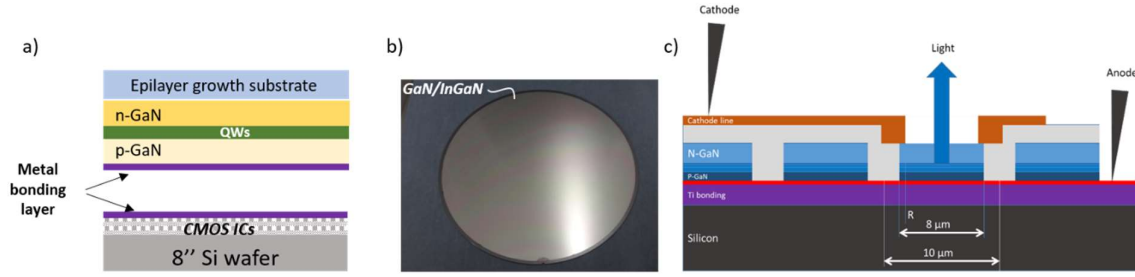 a)
Epilayer growth substrate
n-GaN
QWs
p-GaN
Metal
bonding
layer
CMOS ICs
8’’ Si wafer
b)
GaN/InGaN
c)
Cathode
Light
Anode
Cathode line
N-GaN
P-GaN
TI bonding
R
8 µm
Silicon
10 µm